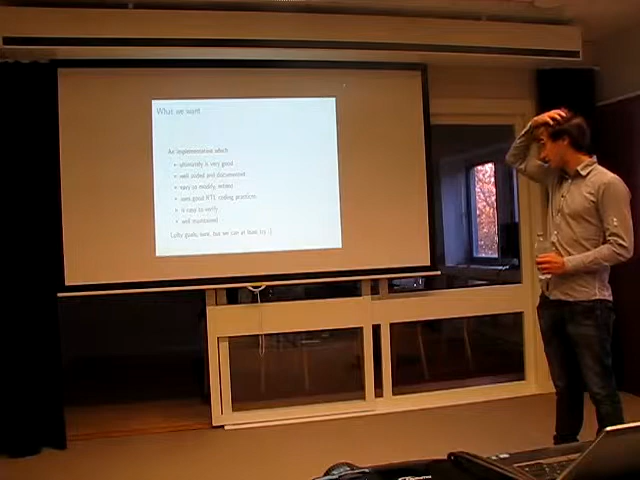 What we want
An implementation which
• ultimately is very good
• well coded and documented
• easy to modify, extend
• uses good RTL coding practices
• is easy to verify
• well maintained
Lofty goals, sure, but we can at least try :)